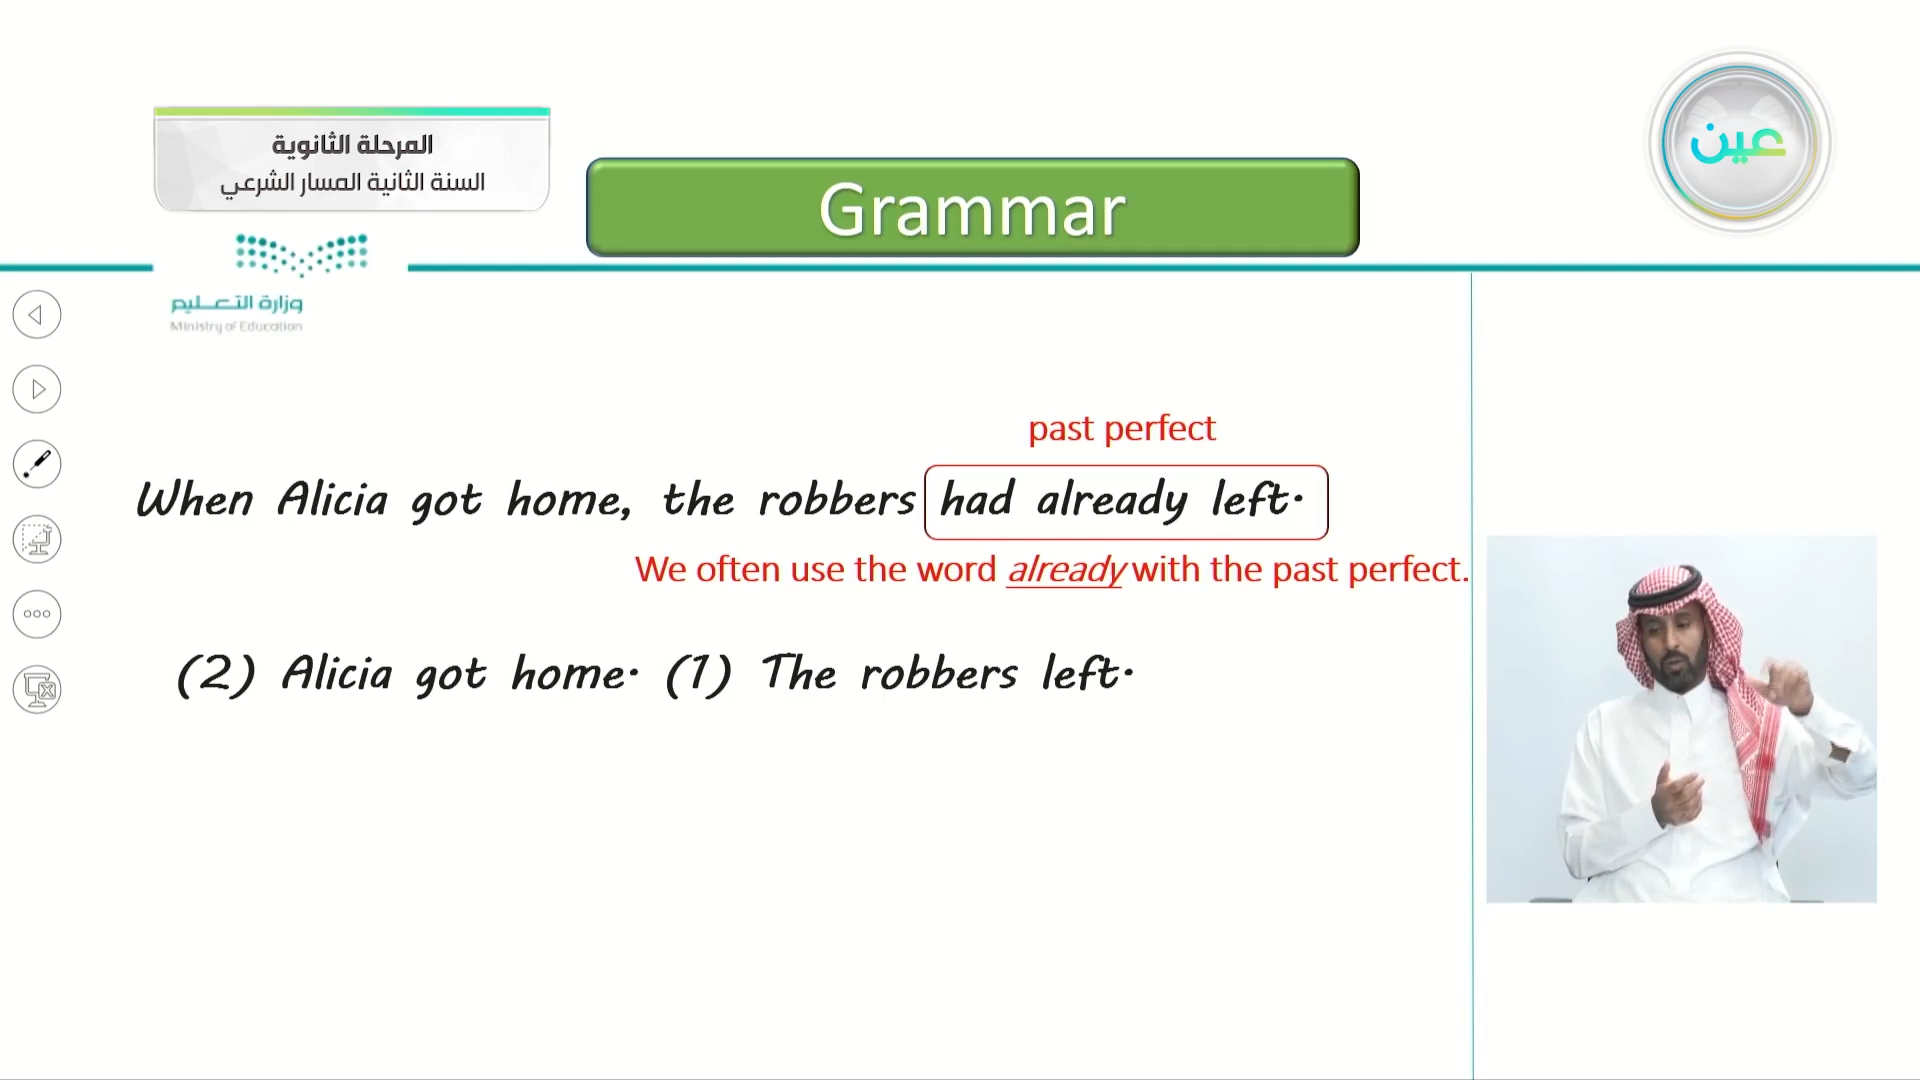 المرحلة الثانوية
السنة الثانية المسار الشرعي
عين
Grammar
وزارة التعليم
Ministry of Education
past perfect
When Alicia got home, the robbers had already left.
We often use the word already with the past perfect.
(2) Alicia got home. (1) The robbers left.